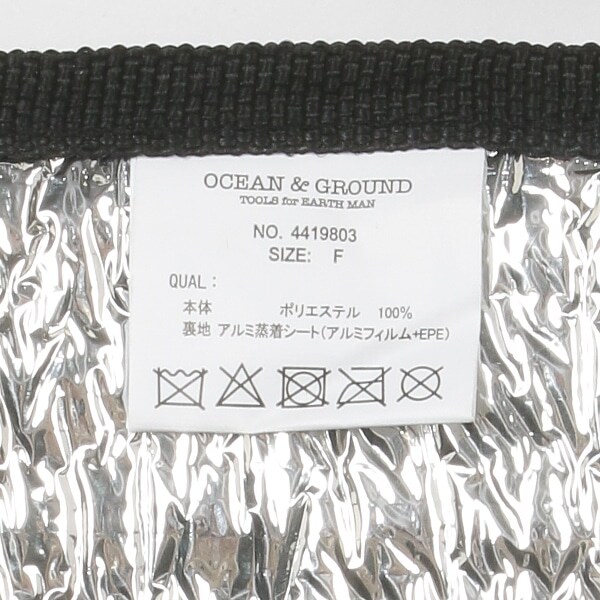 OCEAN & GROUND
TOOLS for EARTH MAN
NO. 4419803
SIZE: F
QUAL:
本体 ポリエステル 100%
裏地 アルミ蒸着シート(アルミフィルム+EPE)